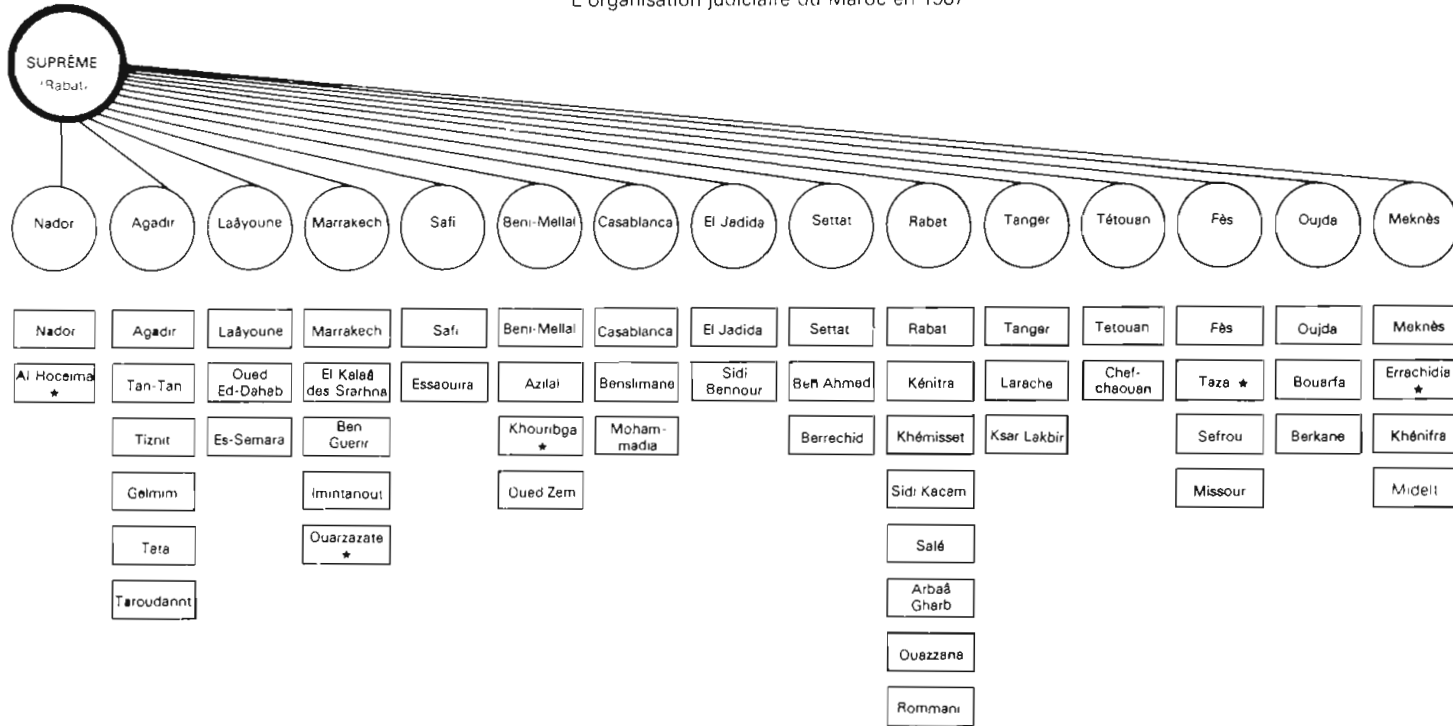 L'organisation judiciaire du Maroc en 1987
SUPRÊME
(Rabat)
Nador
Agadir
Laâyoune
Marrakech
Safi
Beni-Mellal
Casablanca
El Jadida
Settat
Rabat
Tanger
Tétouan
Fès
Oujda
Meknès
Nador
Agadir
Laâyoune
Marrakech
Safi
Beni-Mellal
Casablanca
El Jadida
Settat
Rabat
Tanger
Tetouan
Fès
Oujda
Meknès
Al Hoceima
★
Tan-Tan
Oued
Ed-Dahab
El Kalaâ
des Srarhna
Essaouira
Azilal
Benslimane
Sidi
Bennour
Ben Ahmed
Kénitra
Larache
Chef-
chaouan
Taza ★
Bouarfa
Errachidia
★
Tiznit
Es-Semara
Ben
Guerir
Khouribga
★
Moham-
madia
Berrechid
Khémisset
Ksar Lakbir
Sefrou
Berkane
Khénifra
Gelmim
Imintanout
Oued Zem
Sidi Kacem
Missour
Midelt
Tata
Ouarzazate
★
Salé
Taroudannt
Arbaâ
Gharb
Ouazzana
Rommani